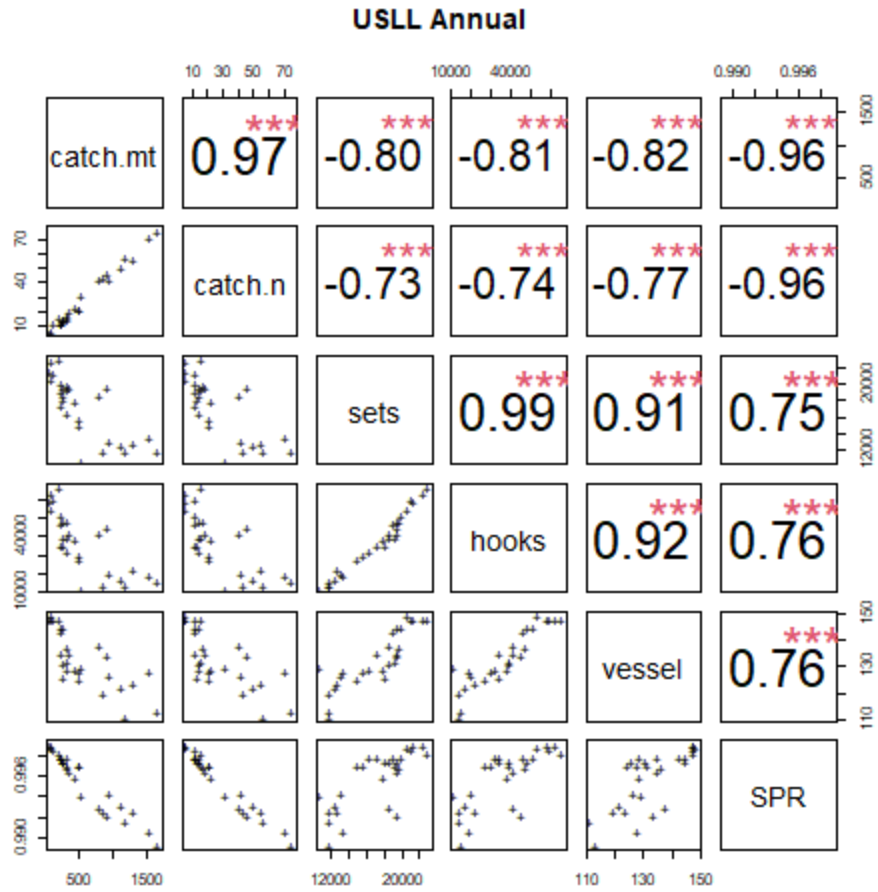 USLL Annual
10 30 50 70 10000 40000 0.990 0.996
catch.mt 0.97 *** -0.80 *** -0.81 *** -0.82 *** -0.96 *** 500 1500
10 40 70 catch.n -0.73 *** -0.74 *** -0.77 *** -0.96 ***
sets 0.99 *** 0.91 *** 0.75 *** 12000 20000
10000 40000 hooks 0.92 *** 0.76 ***
vessel 0.76 *** 110 130 150
0.990 0.996 SPR
500 1500 12000 20000 110 130 150